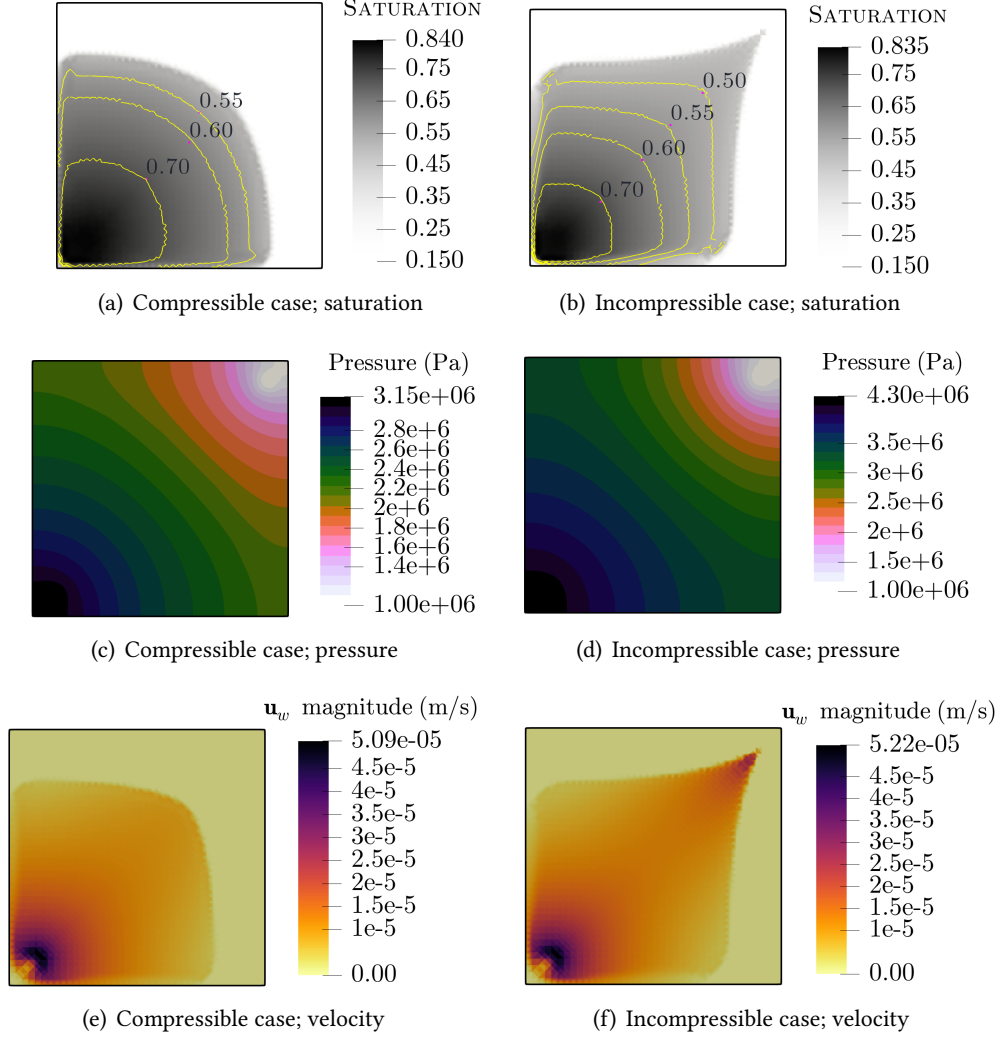 SATURATION
0.840
0.75
0.65
0.55
0.45
0.35
0.25
0.150
0.55
0.60
0.70
(a) Compressible case; saturation
SATURATION
0.835
0.75
0.65
0.55
0.45
0.35
0.25
0.150
0.50
0.55
0.60
0.70
(b) Incompressible case; saturation
Pressure (Pa)
3.15e+06
2.8e+6
2.6e+6
2.4e+6
2.2e+6
2e+6
1.8e+6
1.6e+6
1.4e+6
1.00e+06
(c) Compressible case; pressure
Pressure (Pa)
4.30e+06
3.5e+6
3e+6
2.5e+6
2e+6
1.5e+6
1.00e+06
(d) Incompressible case; pressure
u_w magnitude (m/s)
5.09e-05
4.5e-5
4e-5
3.5e-5
3e-5
2.5e-5
2e-5
1.5e-5
1e-5
0.00
(e) Compressible case; velocity
u_w magnitude (m/s)
5.22e-05
4.5e-5
4e-5
3.5e-5
3e-5
2.5e-5
2e-5
1.5e-5
1e-5
0.00
(f) Incompressible case; velocity